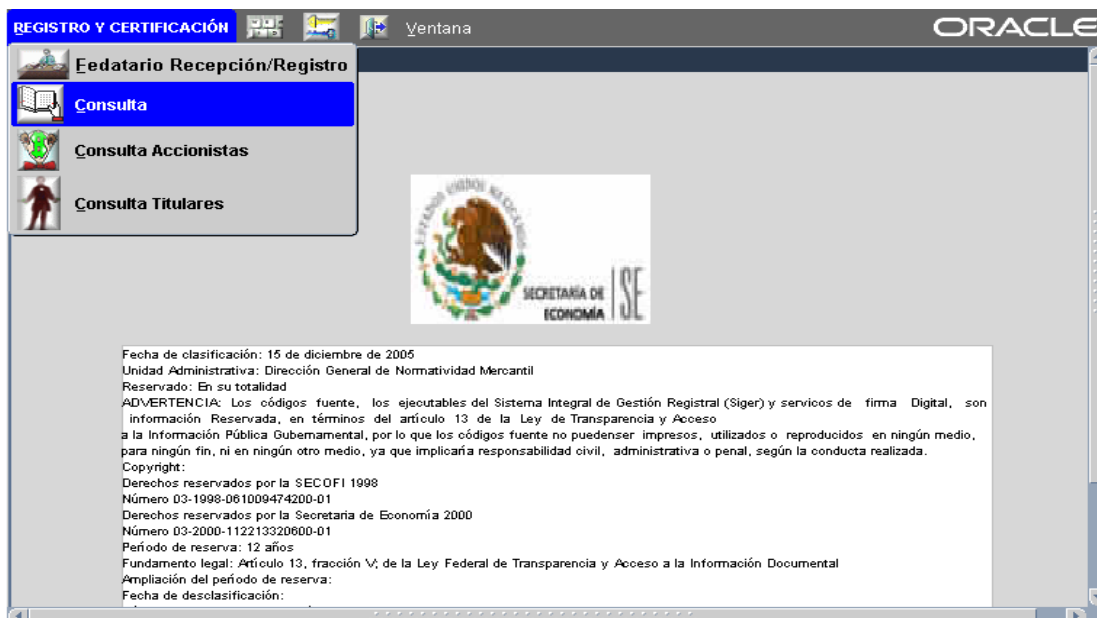 REGISTRO Y CERTIFICACIÓN Ventana ORACLE
Fedatario Recepción/Registro
Consulta
Consulta Accionistas
Consulta Titulares
ESTADOS UNIDOS MEXICANOS
SECRETARÍA DE
ECONOMÍA
SE
Fecha de clasificación: 15 de diciembre de 2005
Unidad Administrativa: Dirección General de Normatividad Mercantil
Reservado: En su totalidad
ADVERTENCIA: Los códigos fuente, los ejecutables del Sistema Integral de Gestión Registral (Siger) y servicos de firma Digital, son
información Reservada, en términos del artículo 13 de la Ley de Transparencia y Acceso
a la Información Pública Gubernamental, por lo que los códigos fuente no puedenser impresos, utilizados o reproducidos en ningún medio,
para ningún fin, ni en ningún otro medio, ya que implicaría responsabilidad civil, administrativa o penal, según la conducta realizada.
Copyright:
Derechos reservados por la SECOFI 1998
Número 03-1998-061009474200-01
Derechos reservados por la Secretaria de Economía 2000
Número 03-2000-112213320600-01
Período de reserva: 12 años
Fundamento legal: Artículo 13, fracción V; de la Ley Federal de Transparencia y Acceso a la Información Documental
Ampliación del período de reserva:
Fecha de desclasificación: